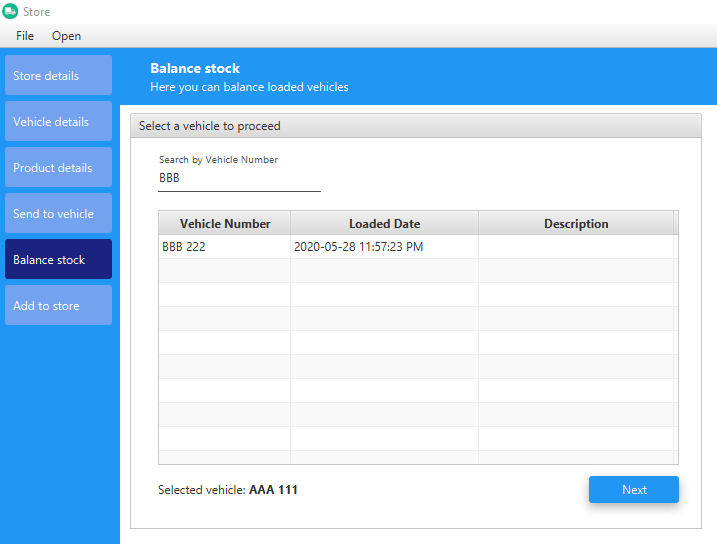 Store
File Open
Store details
Vehicle details
Product details
Send to vehicle
Balance stock
Add to store
Balance stock
Here you can balance loaded vehicles
Select a vehicle to proceed
Search by Vehicle Number
BBB
Vehicle Number Loaded Date Description
BBB 222 2020-05-28 11:57:23 PM
Selected vehicle: AAA 111
Next